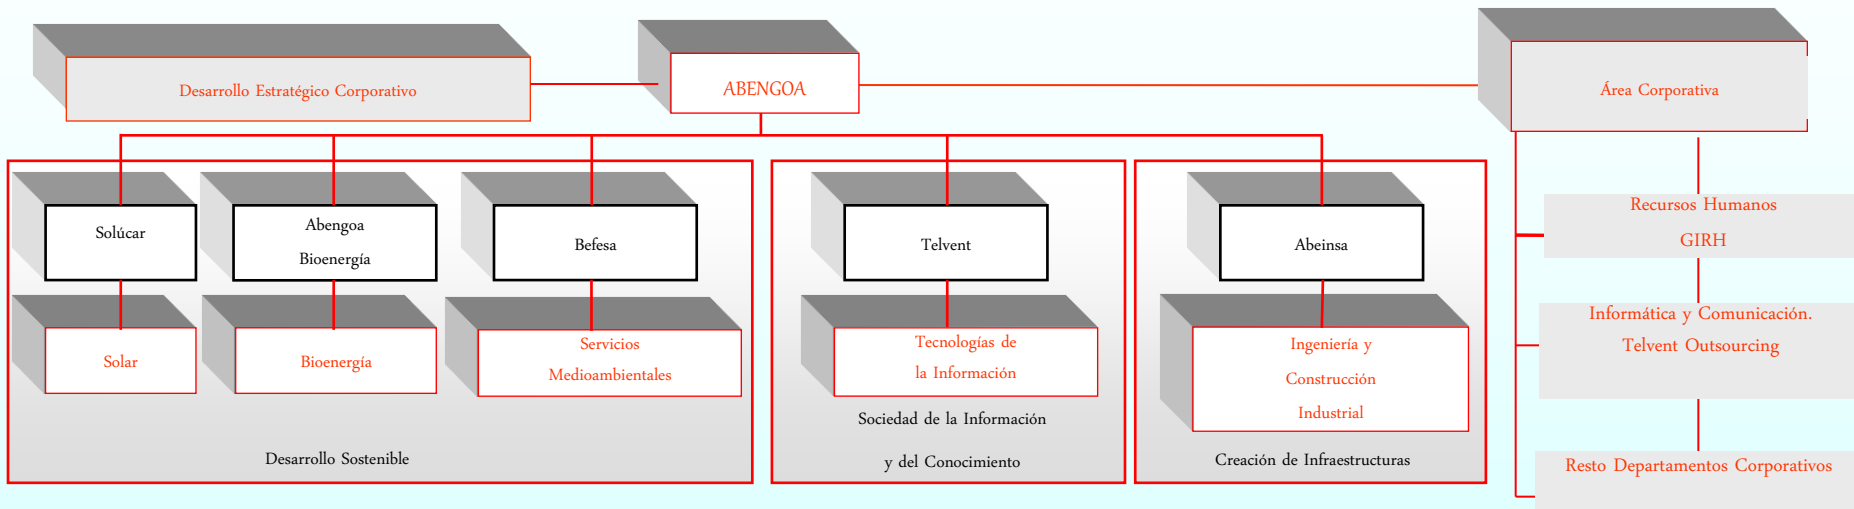 Desarrollo Estratégico Corporativo
ABENGOA
Área Corporativa
Solúcar
Abengoa
Bioenergía
Befesa
Telvent
Abeinsa
Solar
Bioenergía
Servicios
Medioambientales
Tecnologías de
la Información
Ingeniería y
Construcción
Industrial
Desarrollo Sostenible
Sociedad de la Información
y del Conocimiento
Creación de Infraestructuras
Recursos Humanos
GIRH
Informática y Comunicación.
Telvent Outsourcing
Resto Departamentos Corporativos